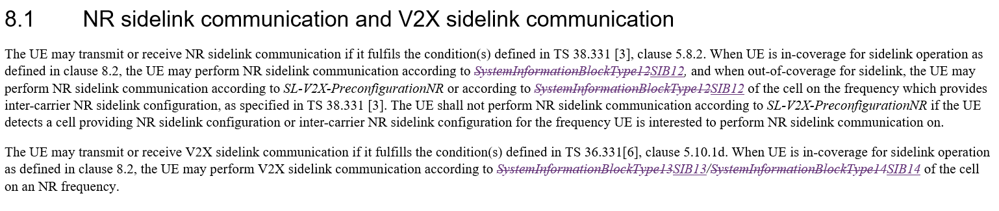 8.1 NR sidelink communication and V2X sidelink communication
The UE may transmit or receive NR sidelink communication if it fulfils the condition(s) defined in TS 38.331 [3], clause 5.8.2. When UE is in-coverage for sidelink operation as
defined in clause 8.2, the UE may perform NR sidelink communication according to SystemInformationBlockType12SIB12, and when out-of-coverage for sidelink, the UE may
perform NR sidelink communication according to SL-V2X-PreconfigurationNR or according to SystemInformationBlockType12SIB12 of the cell on the frequency which provides
inter-carrier NR sidelink configuration, as specified in TS 38.331 [3]. The UE shall not perform NR sidelink communication according to SL-V2X-PreconfigurationNR if the UE
detects a cell providing NR sidelink configuration or inter-carrier NR sidelink configuration for the frequency UE is interested to perform NR sidelink communication on.
The UE may transmit or receive V2X sidelink communication if it fulfills the condition(s) defined in TS 36.331[6], clause 5.10.1d. When UE is in-coverage for sidelink operation
as defined in clause 8.2, the UE may perform V2X sidelink communication according to SystemInformationBlockType13SIB13/SystemInformationBlockType14SIB14 of the cell
on an NR frequency.